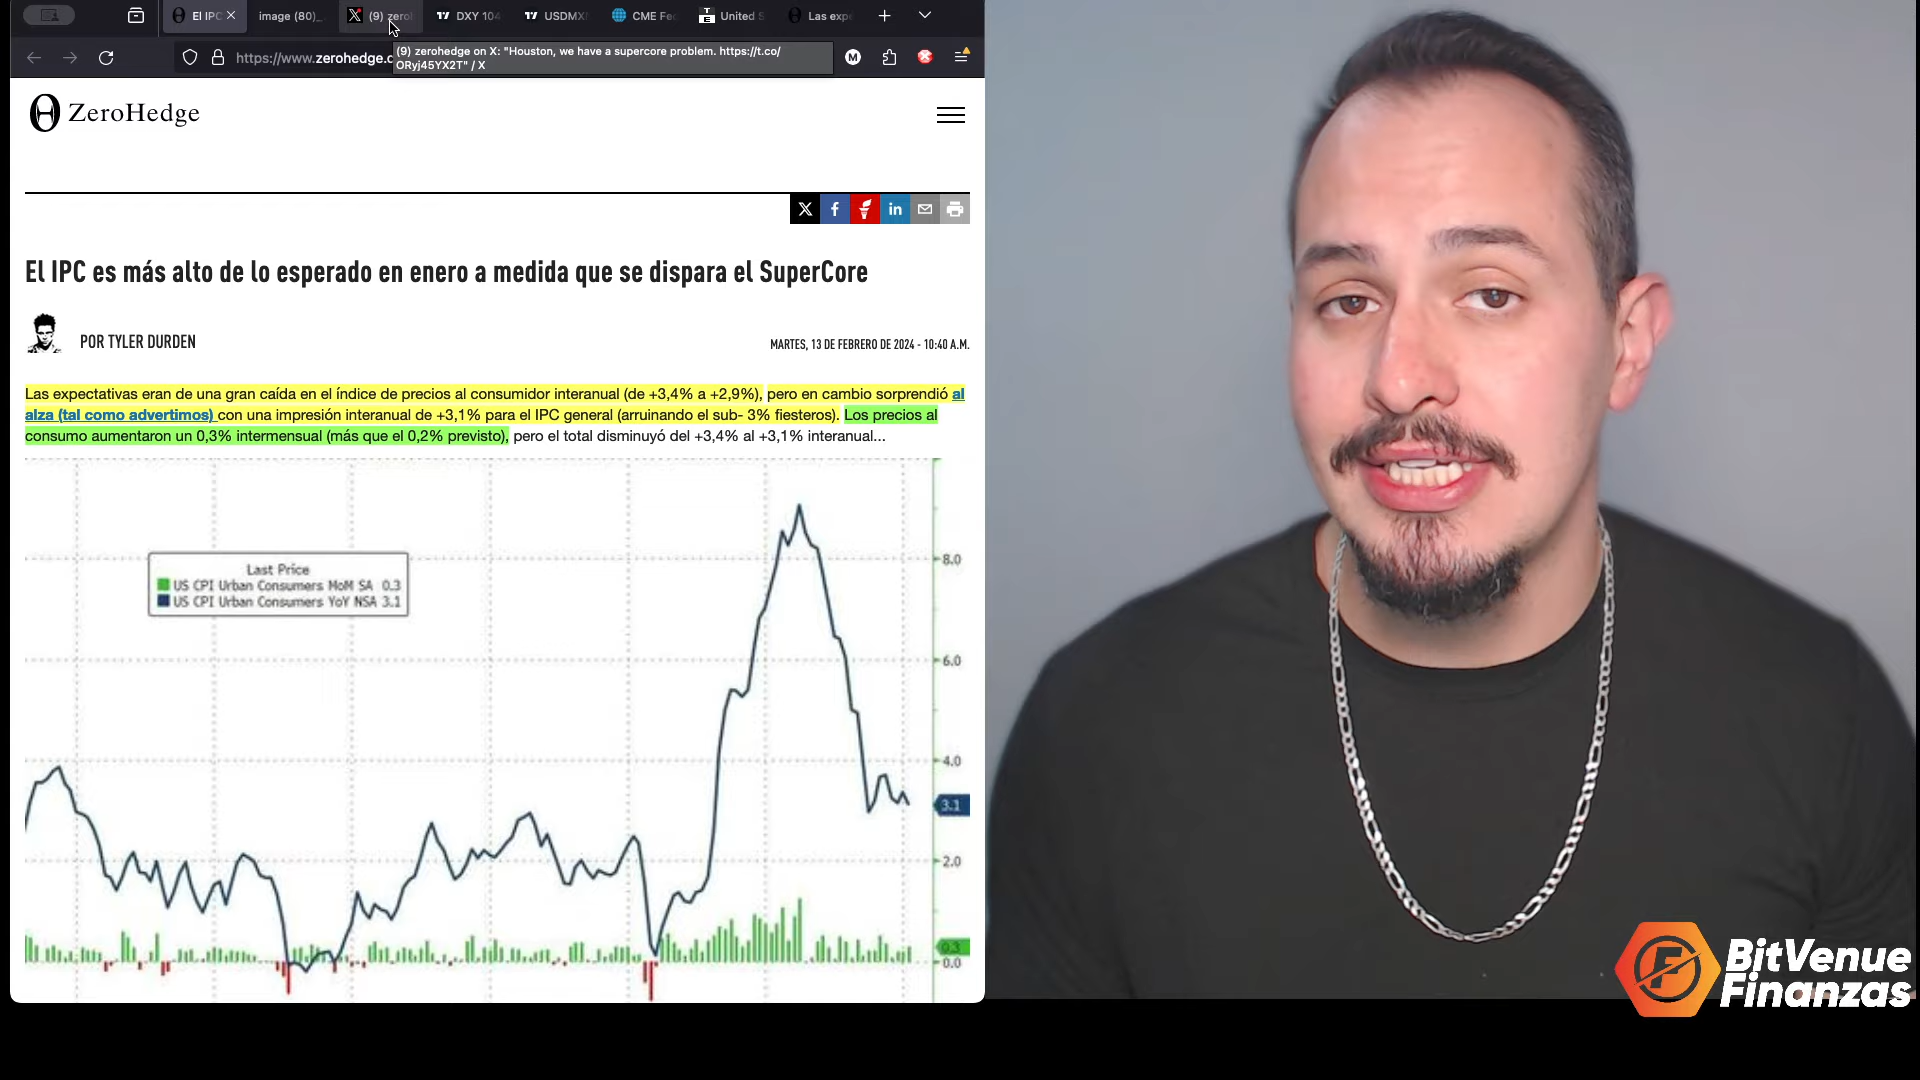 El IPC
image (80)_
(9) zerol
DXY 104
USDMX
CME Fe
United S
Las exp
https://www.zerohedge.c
(9) zerohedge on X: "Houston, we have a supercore problem. https://t.co/
ORyj45YX2T" / X
M
ZeroHedge
El IPC es más alto de lo esperado en enero a medida que se dispara el SuperCore
POR TYLER DURDEN
MARTES, 13 DE FEBRERO DE 2024 - 10:40 A.M.
Las expectativas eran de una gran caída en el índice de precios al consumidor interanual (de +3,4% a +2,9%), pero en cambio sorprendió al
alza (tal como advertimos) con una impresión interanual de +3,1% para el IPC general (arruinando el sub- 3% fiesteros). Los precios al
consumo aumentaron un 0,3% intermensual (más que el 0,2% previsto), pero el total disminuyó del +3,4% al +3,1% interanual...
Last Price
US CPI Urban Consumers MoM SA 0.3
US CPI Urban Consumers YoY NSA 3.1
8.0
6.0
4.0
3.1
2.0
0.3
0.0
BitVenue
Finanzas